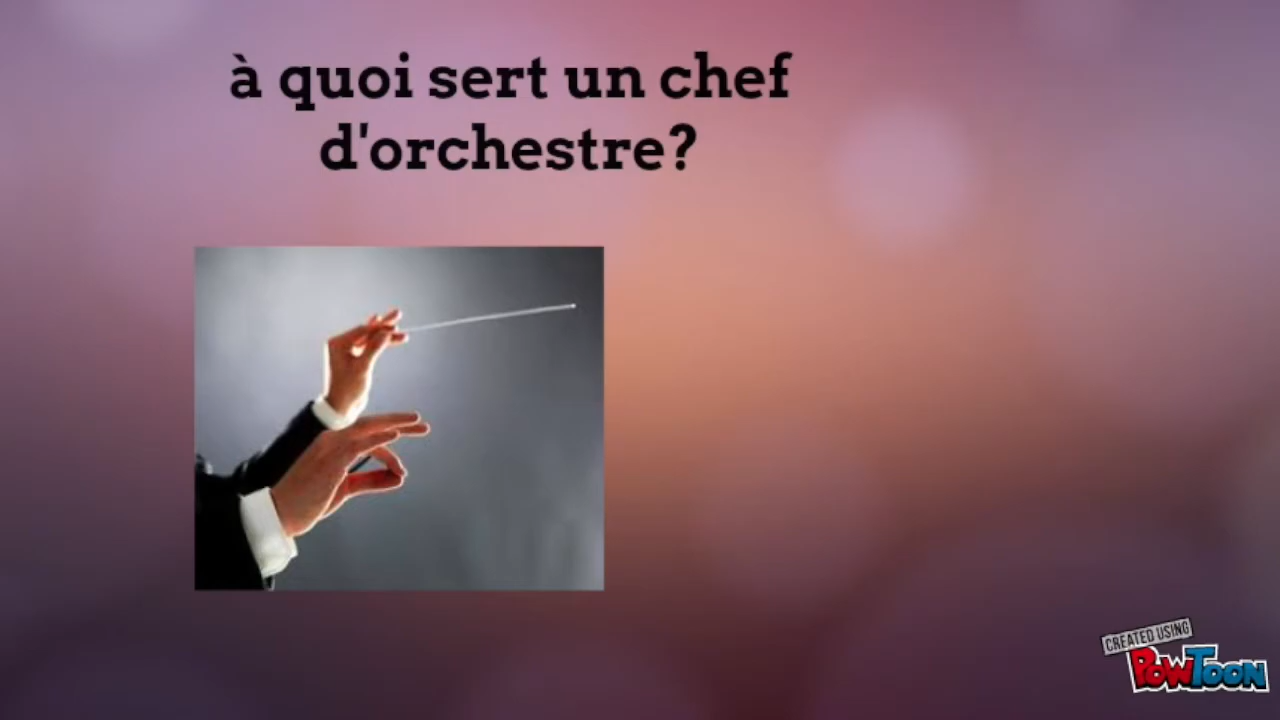 à quoi sert un chef
d'orchestre?
CREATED USING
POWTOON